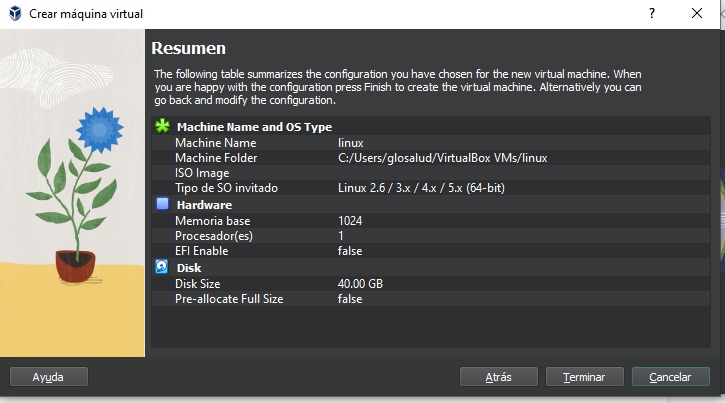 Crear máquina virtual
Resumen
The following table summarizes the configuration you have chosen for the new virtual machine. When
you are happy with the configuration press Finish to create the virtual machine. Alternatively you can
go back and modify the configuration.
Machine Name and OS Type
Machine Name linux
Machine Folder C:/Users/glosalud/VirtualBox VMs/linux
ISO Image
Tipo de SO invitado Linux 2.6 / 3.x / 4.x / 5.x (64-bit)
Hardware
Memoria base 1024
Procesador(es) 1
EFI Enable false
Disk
Disk Size 40.00 GB
Pre-allocate Full Size false
Ayuda Atrás Terminar Cancelar